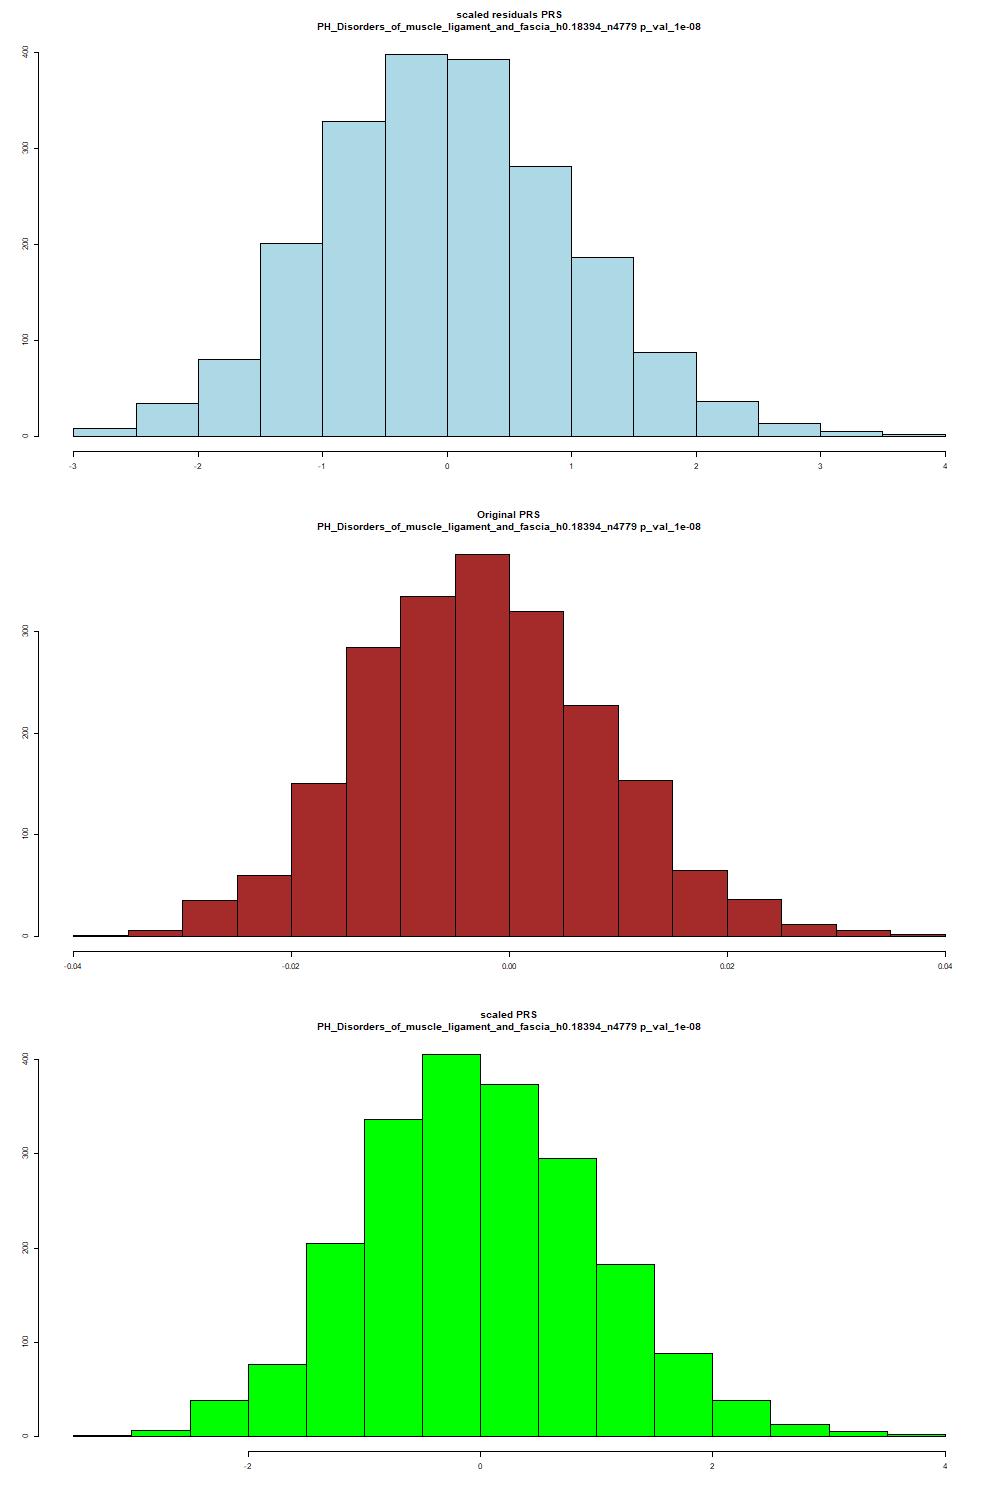 scaled residuals PRS
PH_Disorders_of_muscle_ligament_and_fascia_h0.18394_n4779 p_val_1e-08
400
300
200
100
0
-3 -2 -1 0 1 2 3 4
Original PRS
PH_Disorders_of_muscle_ligament_and_fascia_h0.18394_n4779 p_val_1e-08
300
200
100
0
-0.04 -0.02 0.00 0.02 0.04
scaled PRS
PH_Disorders_of_muscle_ligament_and_fascia_h0.18394_n4779 p_val_1e-08
400
300
200
100
0
-2 0 2 4